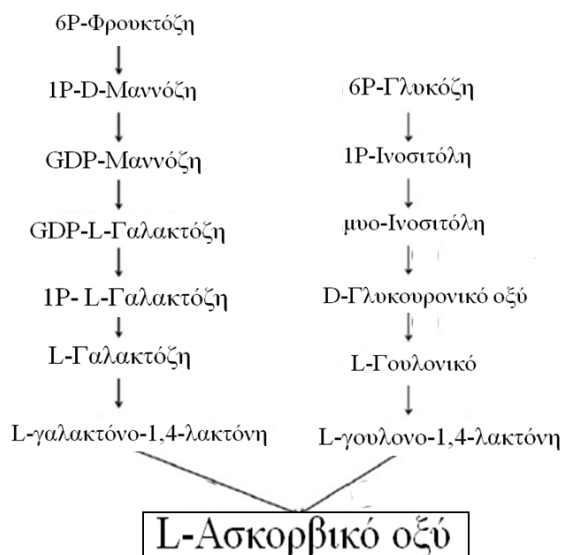 6P-Φρουκτόζη
1P-D-Μαννόζη
GDP-Μαννόζη
GDP-L-Γαλακτόζη
1P- L-Γαλακτόζη
L-Γαλακτόζη
L-γαλακτόνο-1,4-λακτόνη
6P-Γλυκόζη
1P-Ινοσιτόλη
μυο-Ινοσιτόλη
D-Γλυκουρονικό οξύ
L-Γουλονικό
L-γουλονο-1,4-λακτόνη
L-Ασκορβικό οξύ